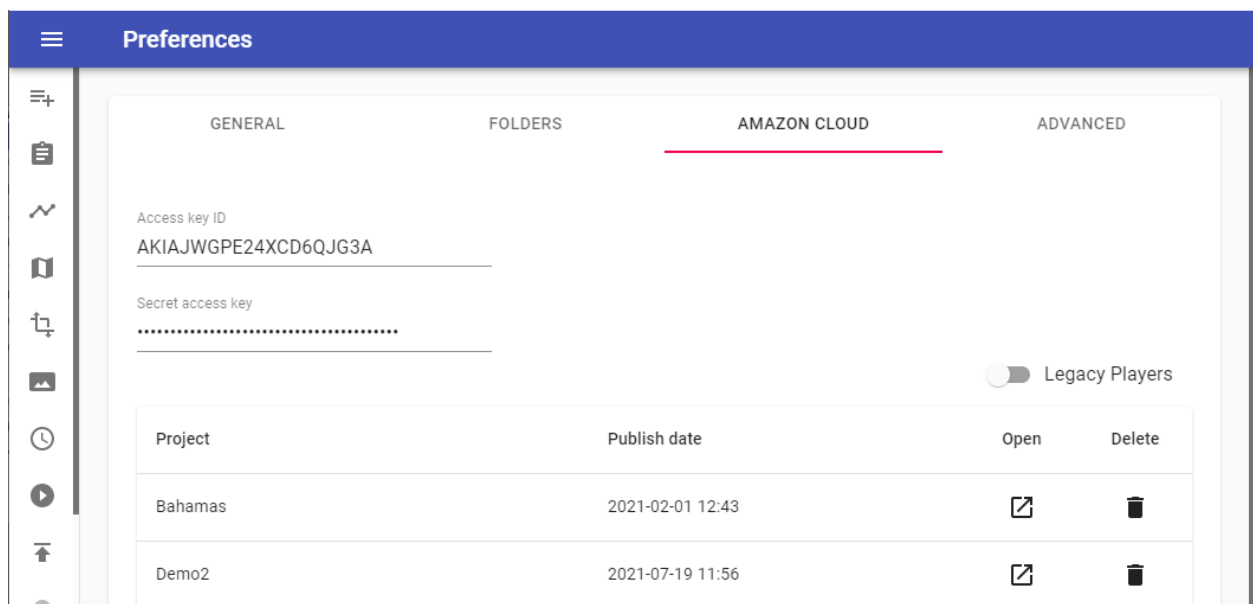 Preferences
GENERAL FOLDERS AMAZON CLOUD ADVANCED
Access key ID
AKIAJWGPE24XCD6QJG3A
Secret access key
••••••••••••••••••••••••••••••••••••••••
Legacy Players
Project Publish date Open Delete
Bahamas 2021-02-01 12:43
Demo2 2021-07-19 11:56